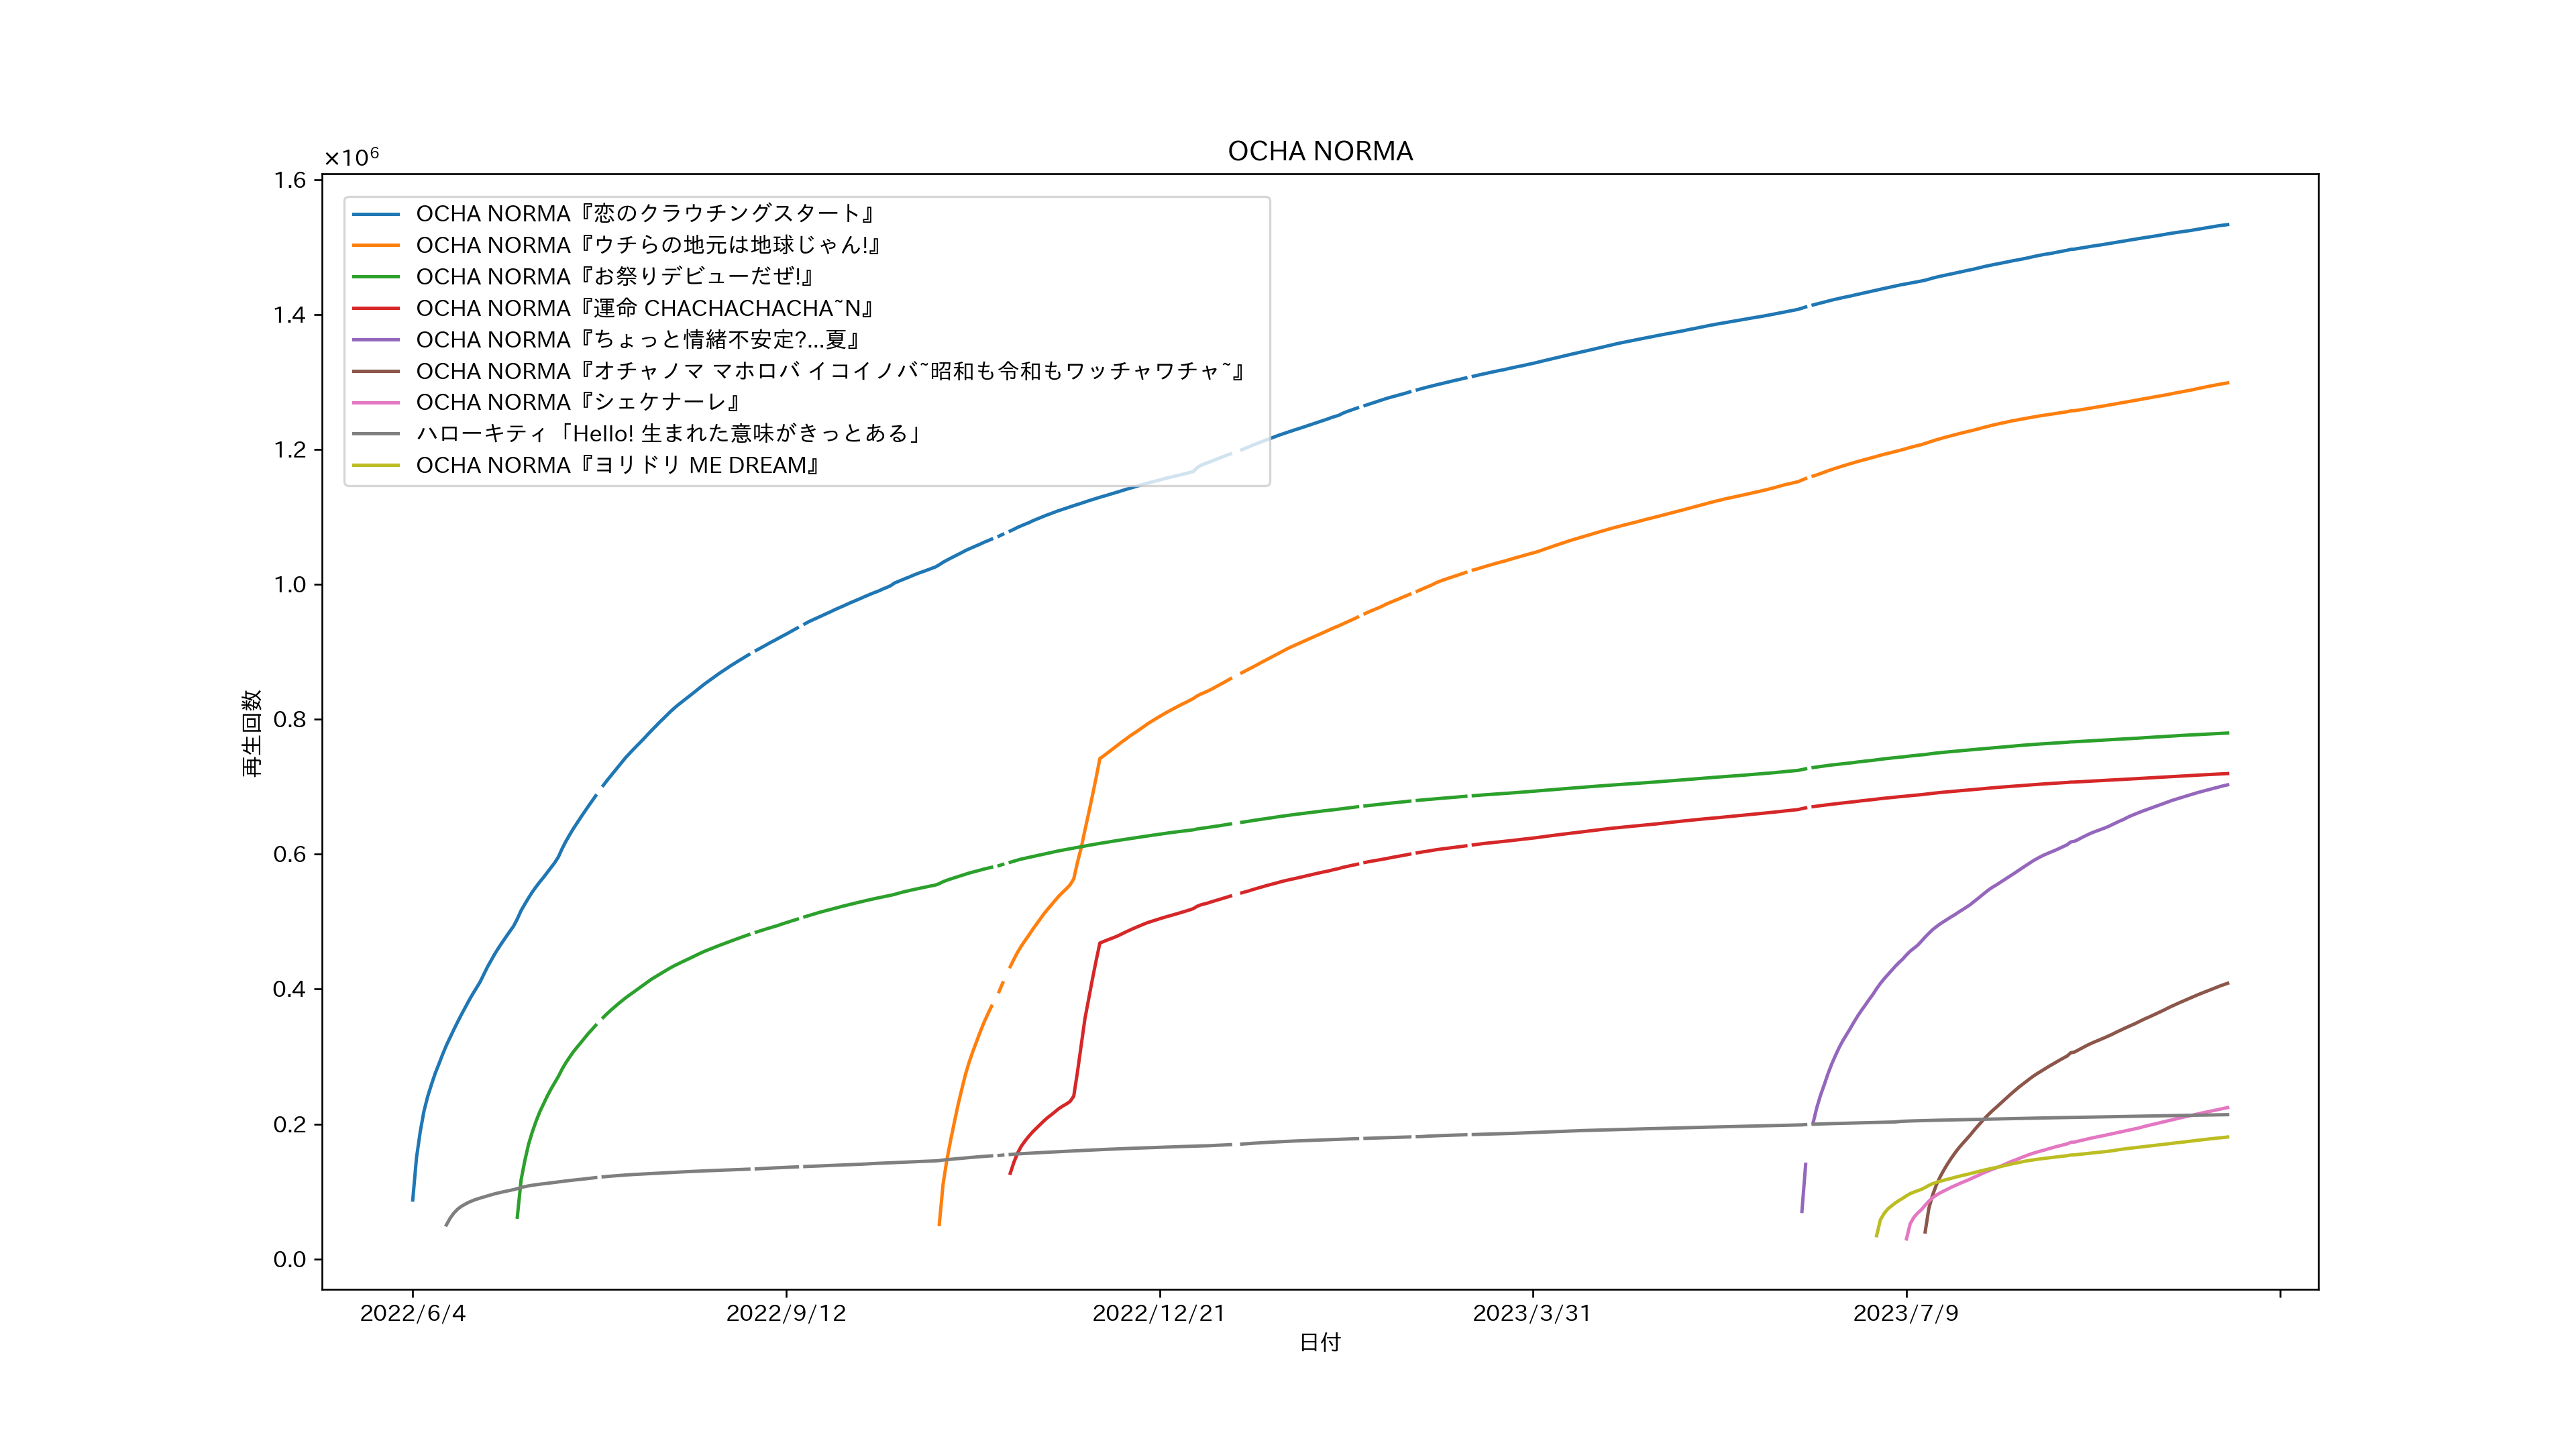 OCHA NORMA
×10⁶
1.6
1.4
1.2
1.0
0.8
0.6
0.4
0.2
0.0
再生回数
OCHA NORMA『恋のクラウチングスタート』
OCHA NORMA『ウチらの地元は地球じゃん!』
OCHA NORMA『お祭りデビューだぜ!』
OCHA NORMA『運命 CHACHACHACHA~N』
OCHA NORMA『ちょっと情緒不安定?...夏』
OCHA NORMA『オチャノマ マホロバ イコイノバ~昭和も令和もワッチャワチャ~』
OCHA NORMA『シェケナーレ』
ハローキティ「Hello! 生まれた意味がきっとある」
OCHA NORMA『ヨリドリ ME DREAM』
2022/6/4 2022/9/12 2022/12/21 2023/3/31 2023/7/9
日付